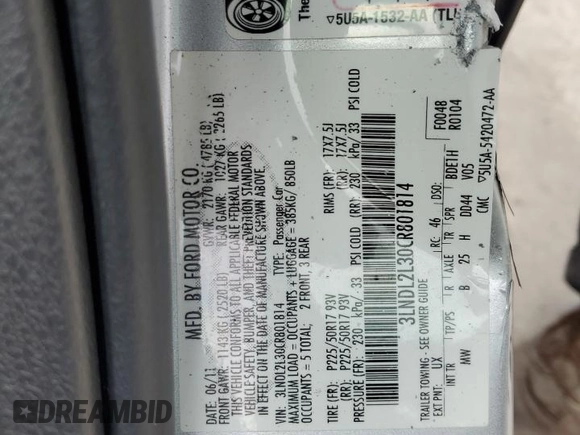 The
▽5U5A-1532-AA (TL
MFD. BY FORD MOTOR CO.
DATE: 06/11 GVWR: 2170 KG (4785 LB)
FRONT GAWR: 1143 KG (2520 LB) REAR GAWR: 1027 KG (2265 LB)
THIS VEHICLE CONFORMS TO ALL APPLICABLE FEDERAL MOTOR
VEHICLE SAFETY, BUMPER, AND THEFT PREVENTION STANDARDS
IN EFFECT ON THE DATE OF MANUFACTURE SHOWN ABOVE.
VIN: 3LNDL2L30CR801814 TYPE: Passenger Car
MAXIMUM LOAD = OCCUPANTS + LUGGAGE = 385KG/ 850LB
OCCUPANTS = 5 TOTAL: 2 FRONT, 3 REAR
TIRES (FR): P225/50R17 93V RIMS (FR): 17X7.5J
(RR): P225/50R17 93V (RR): 17X7.5J
PRESSURE (FR): 230 kPa/ 33 PSI COLD (RR): 230 kPa/ 33 PSI COLD
3LNDL2L30CR801814
TRAILER TOWING - SEE OWNER GUIDE F0048
R0104
EXT PNT: UX RC: 46 DSO: BDE1H
INT TR TP/PS R AXLE TR SPR
MW B 25 H DD44 V05
CMC ▽5U5A-5420472-AA
DREAMBID